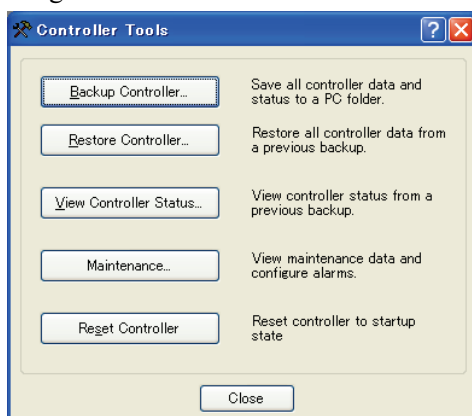 Controller Tools
Backup Controller...
Save all controller data and
status to a PC folder.
Restore Controller...
Restore all controller data from
a previous backup.
View Controller Status...
View controller status from a
previous backup.
Maintenance...
View maintenance data and
configure alarms.
Reset Controller
Reset controller to startup
state
Close